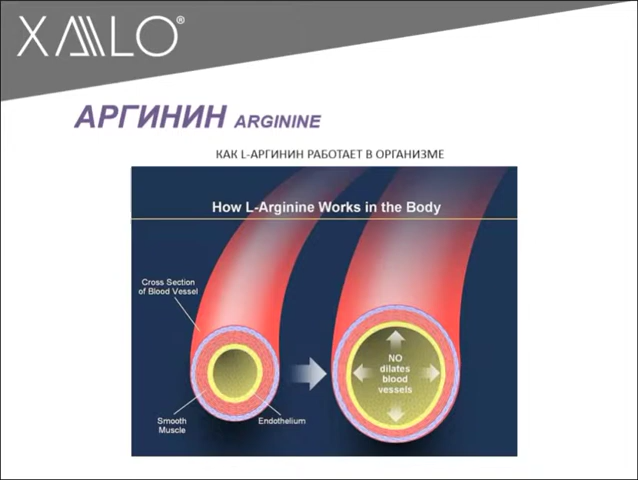 XAMLO®
АРГИНИН ARGININE
КАК L-АРГИНИН РАБОТАЕТ В ОРГАНИЗМЕ
How L-Arginine Works in the Body
Cross Section
of Blood Vessel
NO
dilates
blood
vessels
Smooth
Muscle
Endothelium